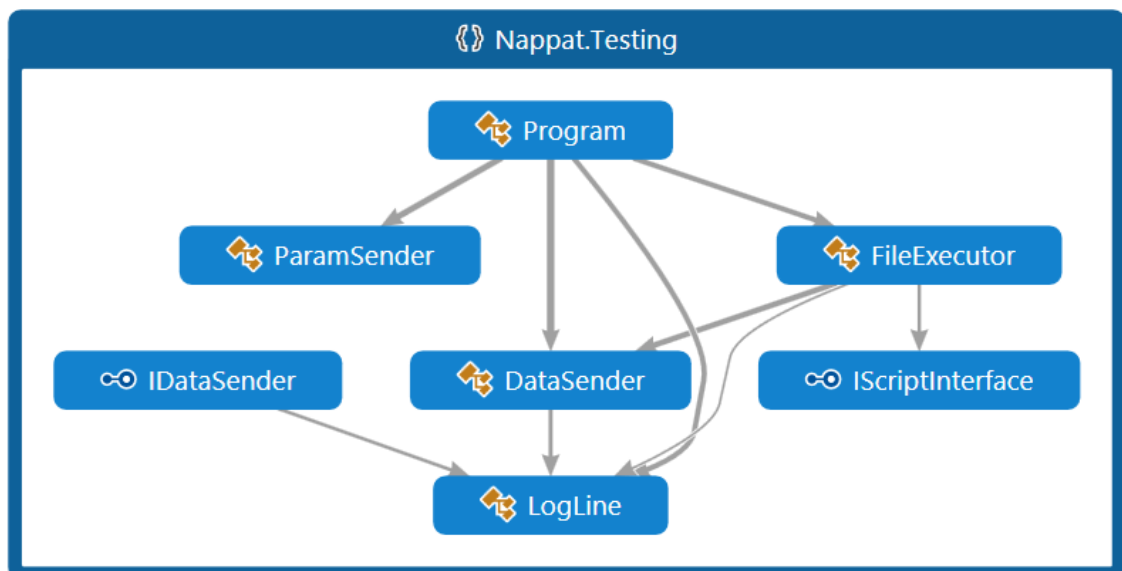 Nappat.Testing
Program
ParamSender
FileExecutor
IDataSender
DataSender
IScriptInterface
LogLine